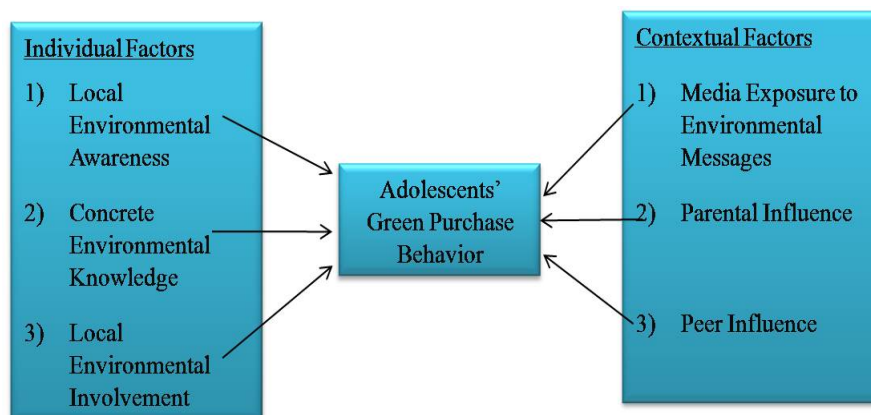 Individual Factors
1) Local
Environmental
Awareness
2) Concrete
Environmental
Knowledge
3) Local
Environmental
Involvement
Adolescents’
Green Purchase
Behavior
Contextual Factors
1) Media Exposure to
Environmental
Messages
2) Parental Influence
3) Peer Influence